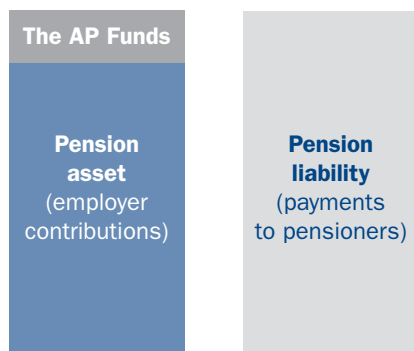 The AP Funds
Pension
asset
(employer
contributions)
Pension
liability
(payments
to pensioners)